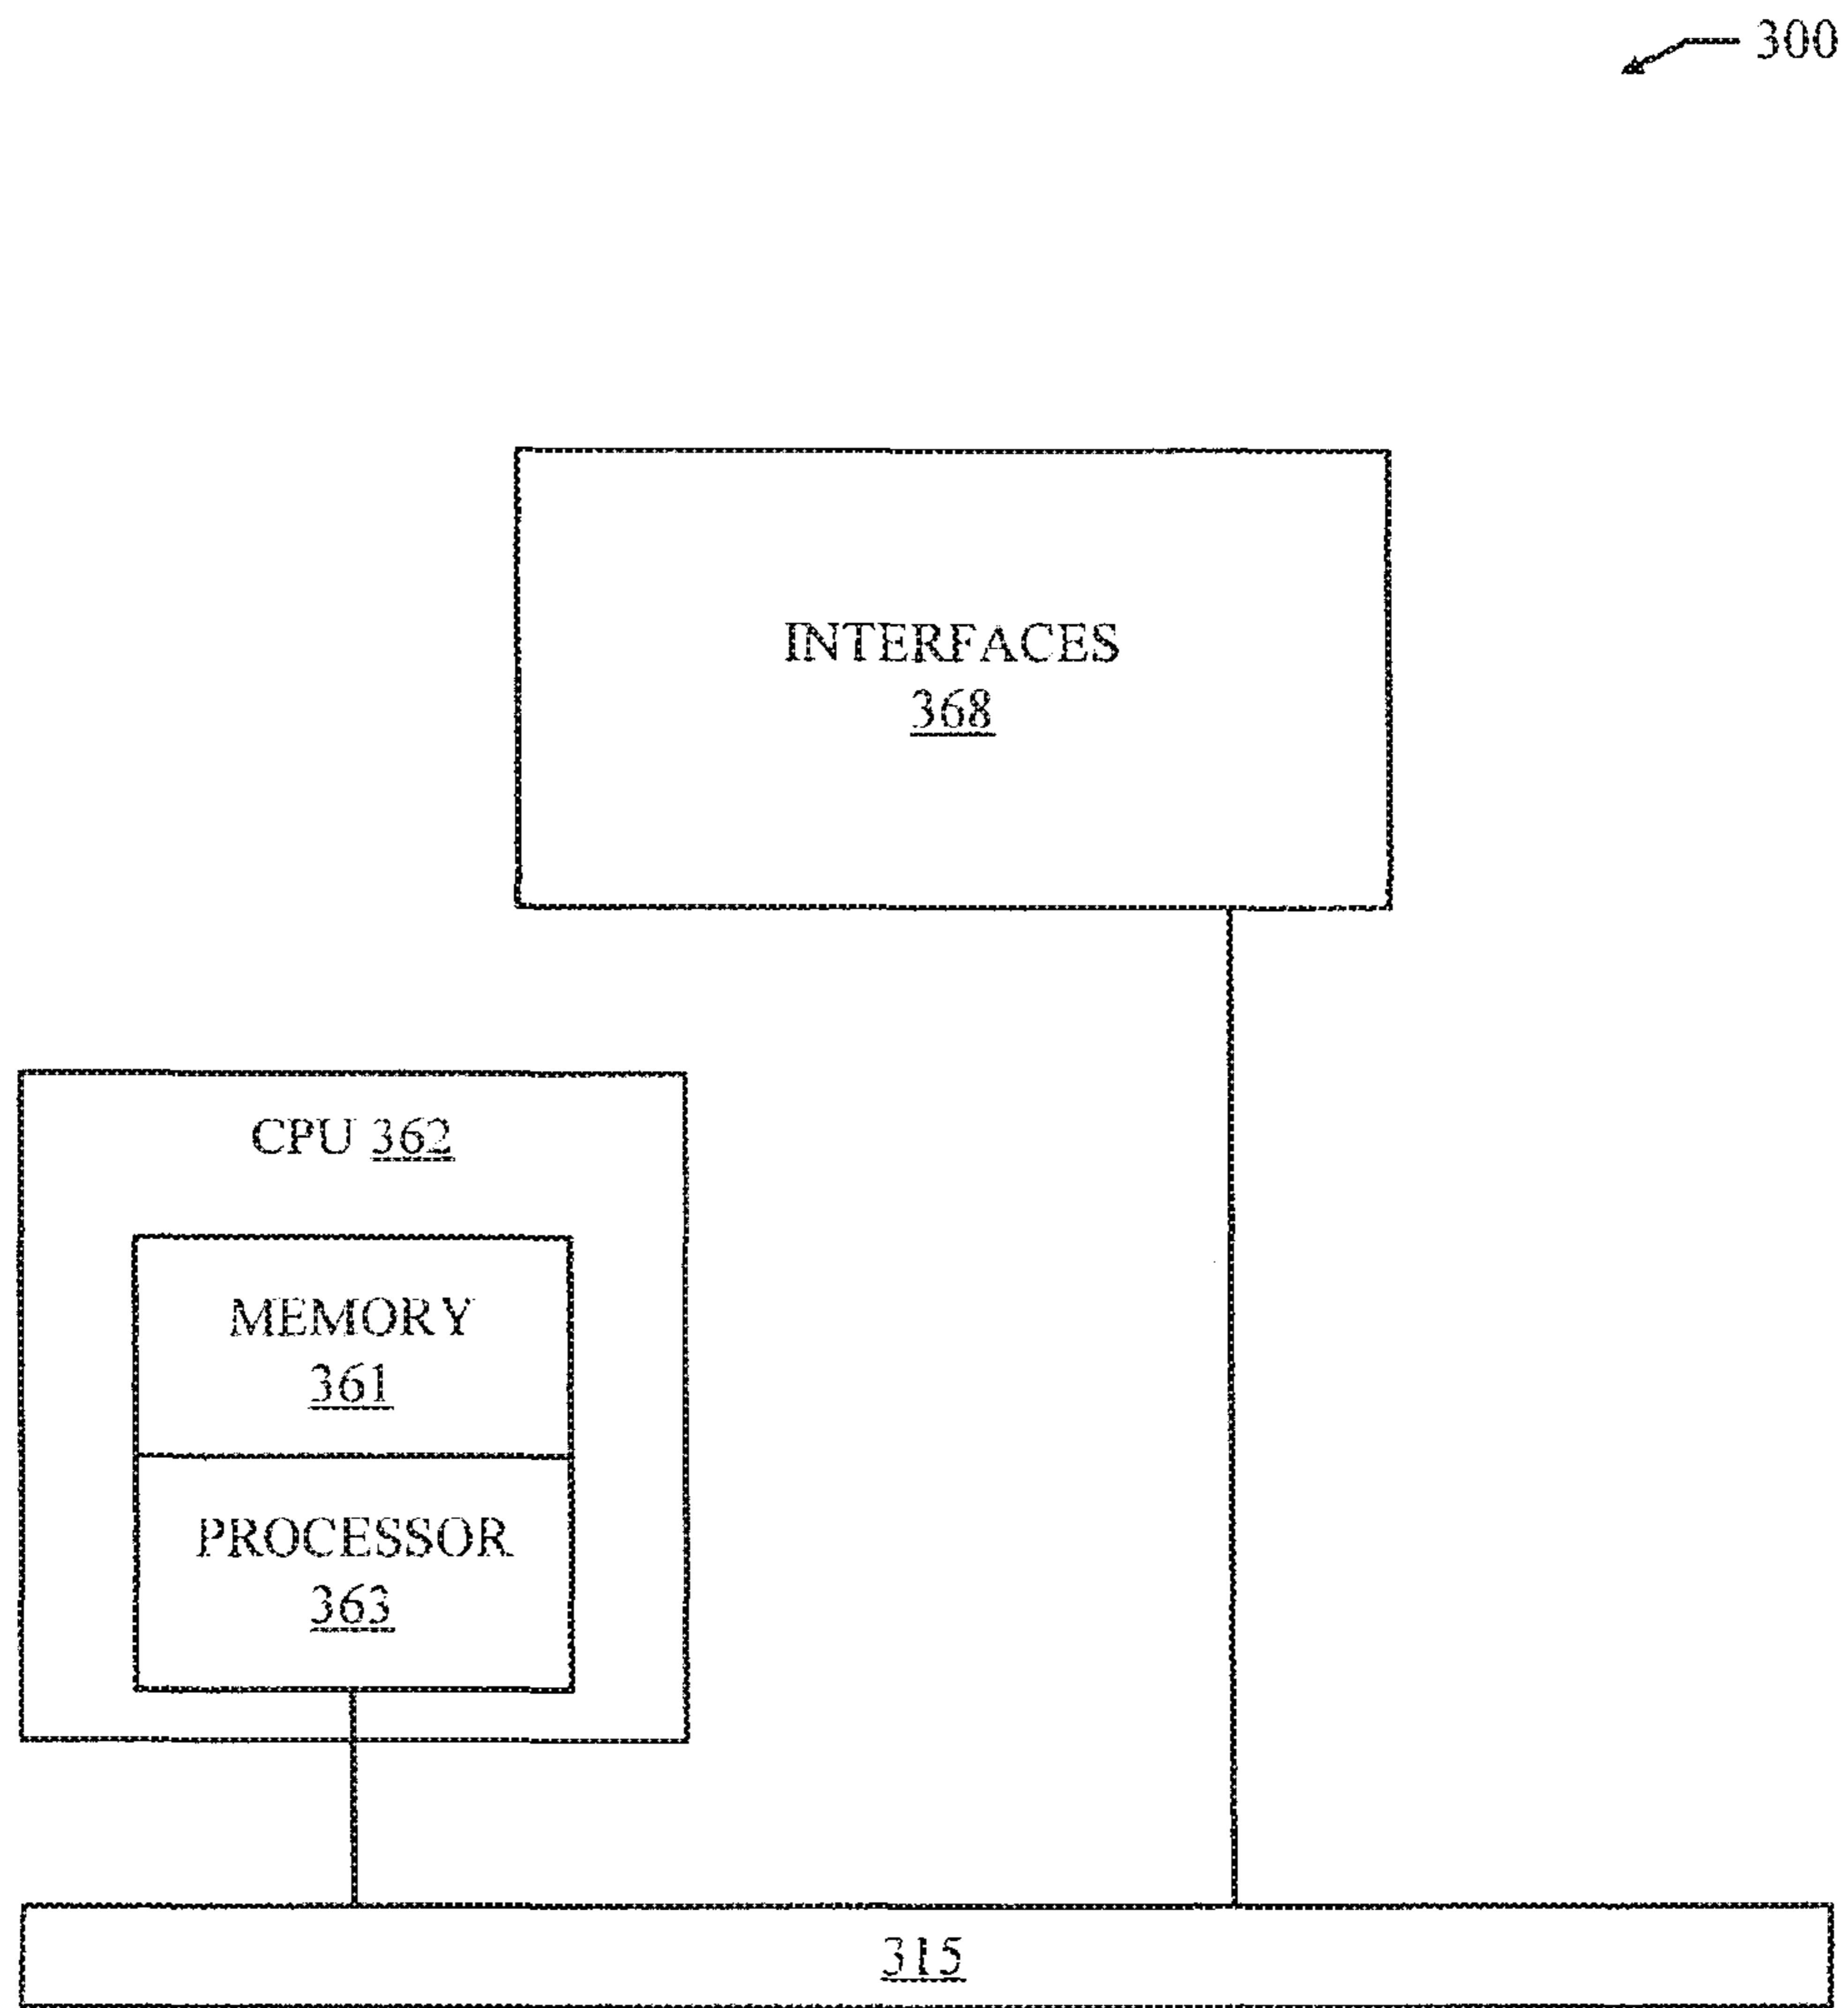 300
INTERFACES
368
CPU 362
MEMORY
361
PROCESSOR
363
315